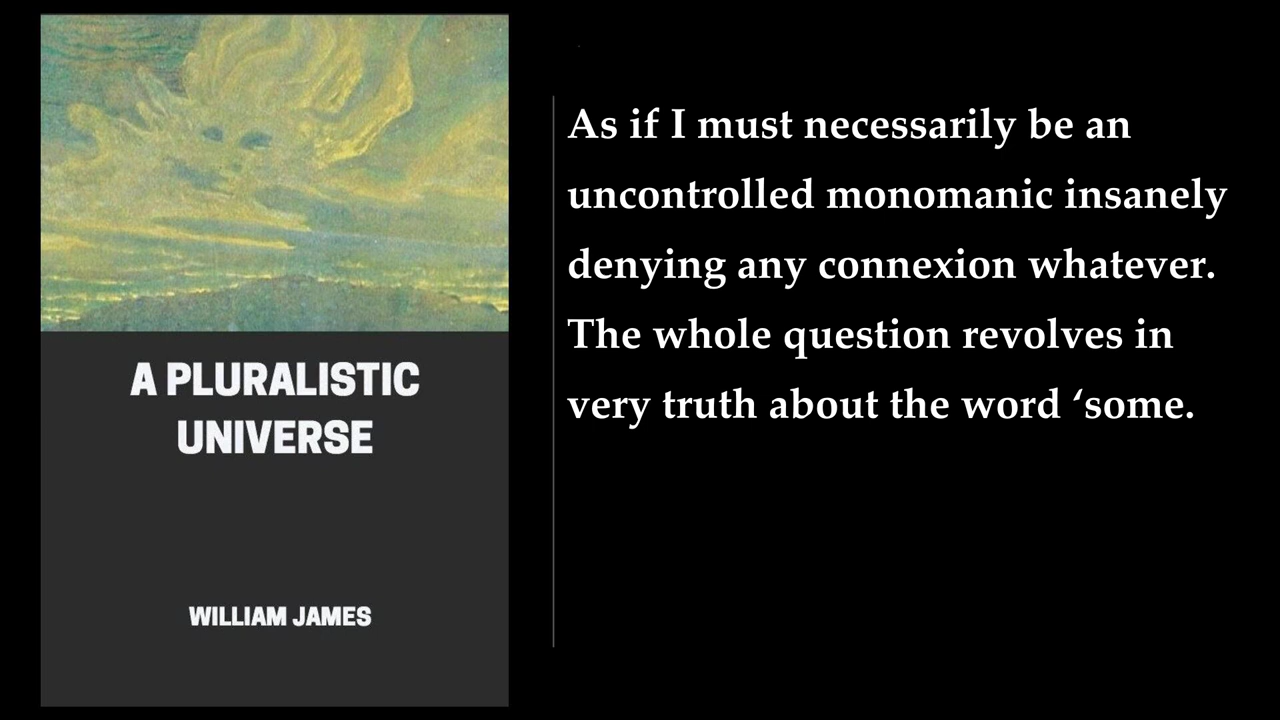 A PLURALISTIC
UNIVERSE
WILLIAM JAMES
As if I must necessarily be an
uncontrolled monomanic insanely
denying any connexion whatever.
The whole question revolves in
very truth about the word ‘some.